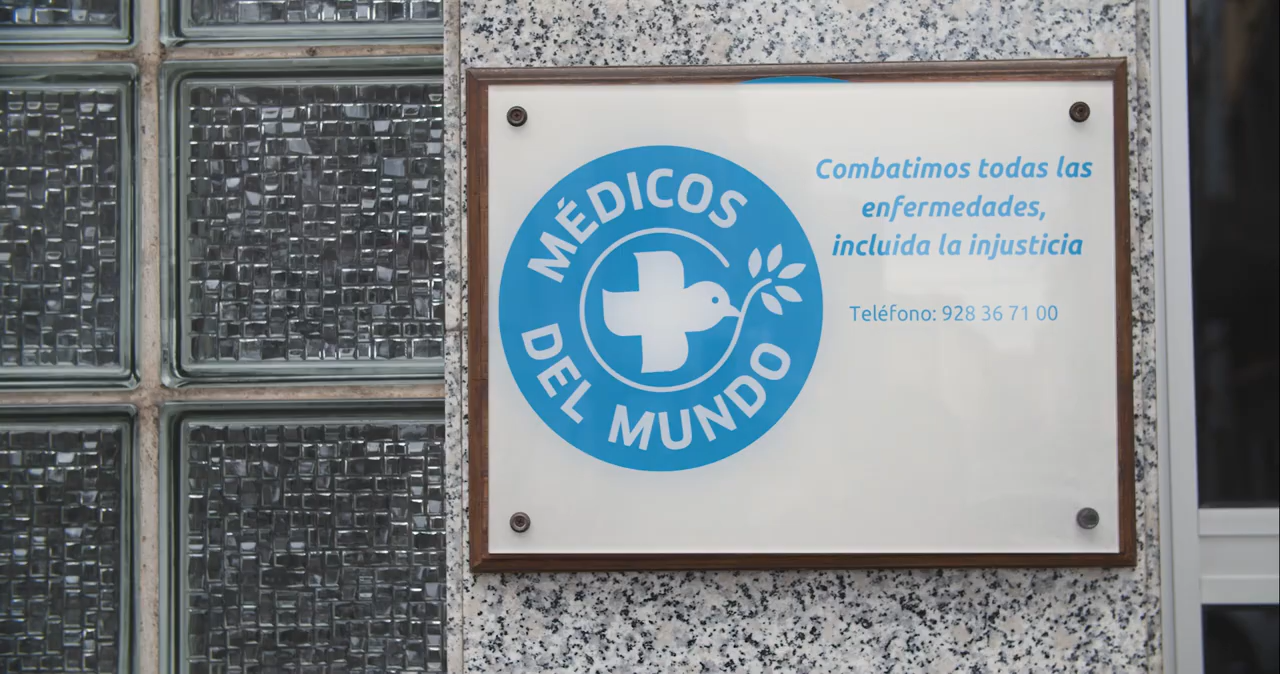 MÉDICOS
DEL MUNDO
Combatimos todas las
enfermedades,
incluida la injusticia
Teléfono: 928 36 71 00